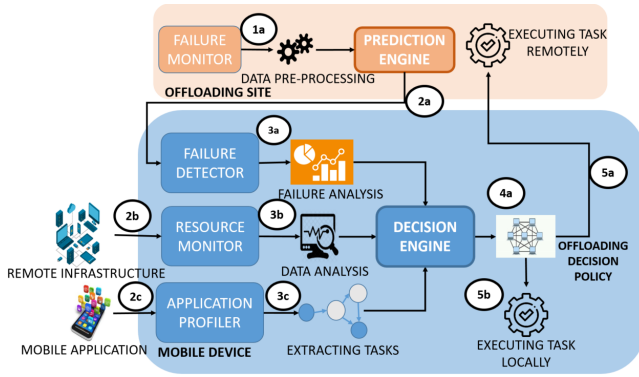 FAILURE
MONITOR
1a
DATA PRE-PROCESSING
PREDICTION
ENGINE
EXECUTING TASK
REMOTELY
OFFLOADING SITE
2a
FAILURE
DETECTOR
3a
FAILURE ANALYSIS
REMOTE INFRASTRUCTURE
2b
RESOURCE
MONITOR
3b
DATA ANALYSIS
DECISION
ENGINE
4a
5a
OFFLOADING
DECISION
POLICY
MOBILE APPLICATION
2c
APPLICATION
PROFILER
3c
EXTRACTING TASKS
MOBILE DEVICE
5b
EXECUTING TASK
LOCALLY